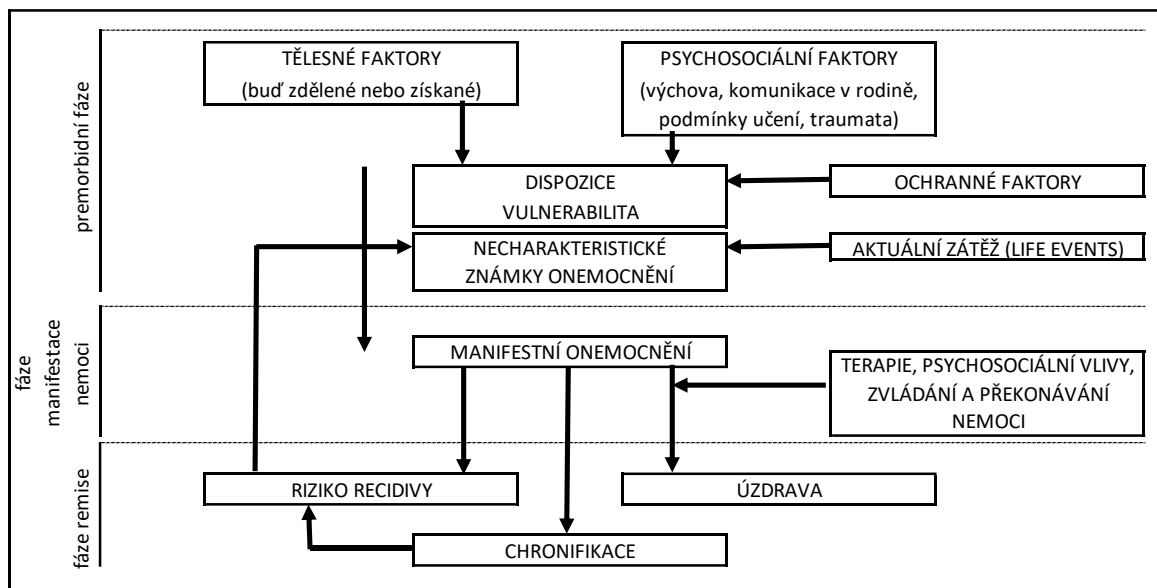 premorbidní fáze
TĚLESNÉ FAKTORY
(buď zdělené nebo získané)
PSYCHOSOCIÁLNÍ FAKTORY
(výchova, komunikace v rodině,
podmínky učení, traumata)
DISPOZICE
VULNERABILITA
OCHRANNÉ FAKTORY
NECHARAKTERISTICKÉ
ZNÁMKY ONEMOCNĚNÍ
AKTUÁLNÍ ZÁTĚŽ (LIFE EVENTS)
fáze
manifestace
nemoci
MANIFESTNÍ ONEMOCNĚNÍ
TERAPIE, PSYCHOSOCIÁLNÍ VLIVY,
ZVLÁDÁNÍ A PŘEKONÁVÁNÍ
NEMOCI
fáze remise
RIZIKO RECIDIVY
ÚZDRAVA
CHRONIFIKACE